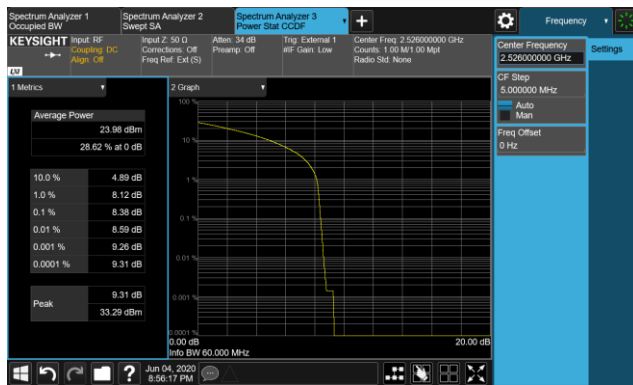 Spectrum Analyzer 1
Occupied BW
Spectrum Analyzer 2
Swept SA
Spectrum Analyzer 3
Power Stat CCDF
Frequency
KEYSIGHT
Input: RF
Coupling: DC
Align: Off
Input Z: 50 Ω
Corrections: Off
Freq Ref: Ext (S)
Atten: 34 dB
Preamp: Off
Trig: External 1
#IF Gain: Low
Center Freq: 2.526000000 GHz
Counts: 1.00 M/1.00 Mpt
Radio Std: None
LXI
Center Frequency
2.526000000 GHz
Settings
CF Step
5.000000 MHz
Auto
Man
Freq Offset
0 Hz
1 Metrics
Average Power
23.98 dBm
28.62 % at 0 dB
10.0 % 4.89 dB
1.0 % 8.12 dB
0.1 % 8.38 dB
0.01 % 8.59 dB
0.001 % 9.26 dB
0.0001 % 9.31 dB
Peak
9.31 dB
33.29 dBm
2 Graph
100 %
10 %
1 %
0.1 %
0.01 %
0.001 %
0.0001 %
0.00 dB
20.00 dB
Info BW 60.000 MHz
?
Jun 04, 2020
8:56:17 PM